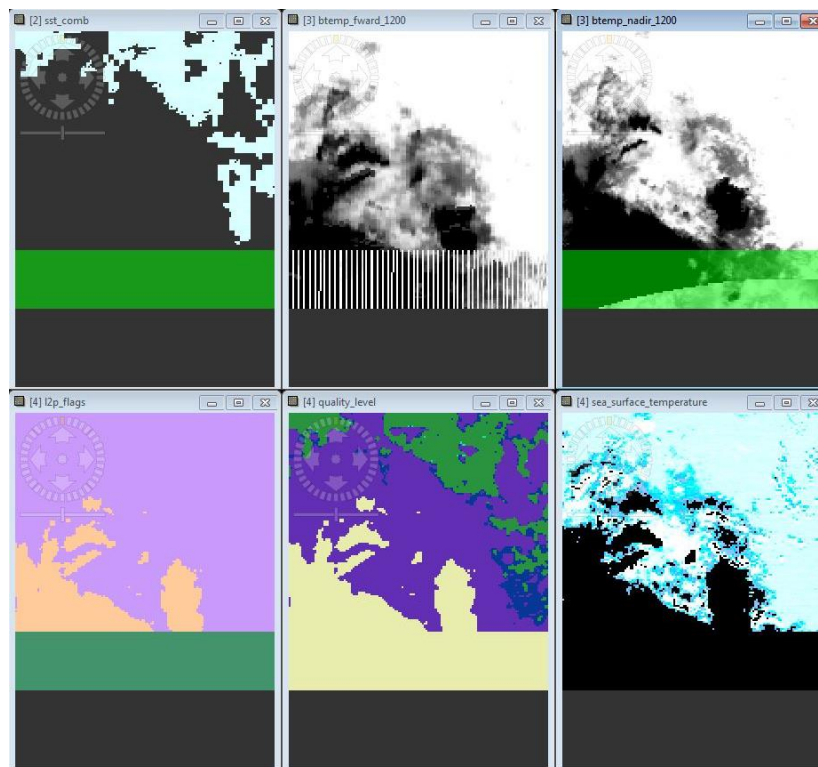 [2] sst_comb
[3] btemp_fward_1200
[3] btemp_nadir_1200
[4] l2p_flags
[4] quality_level
[4] sea_surface_temperature